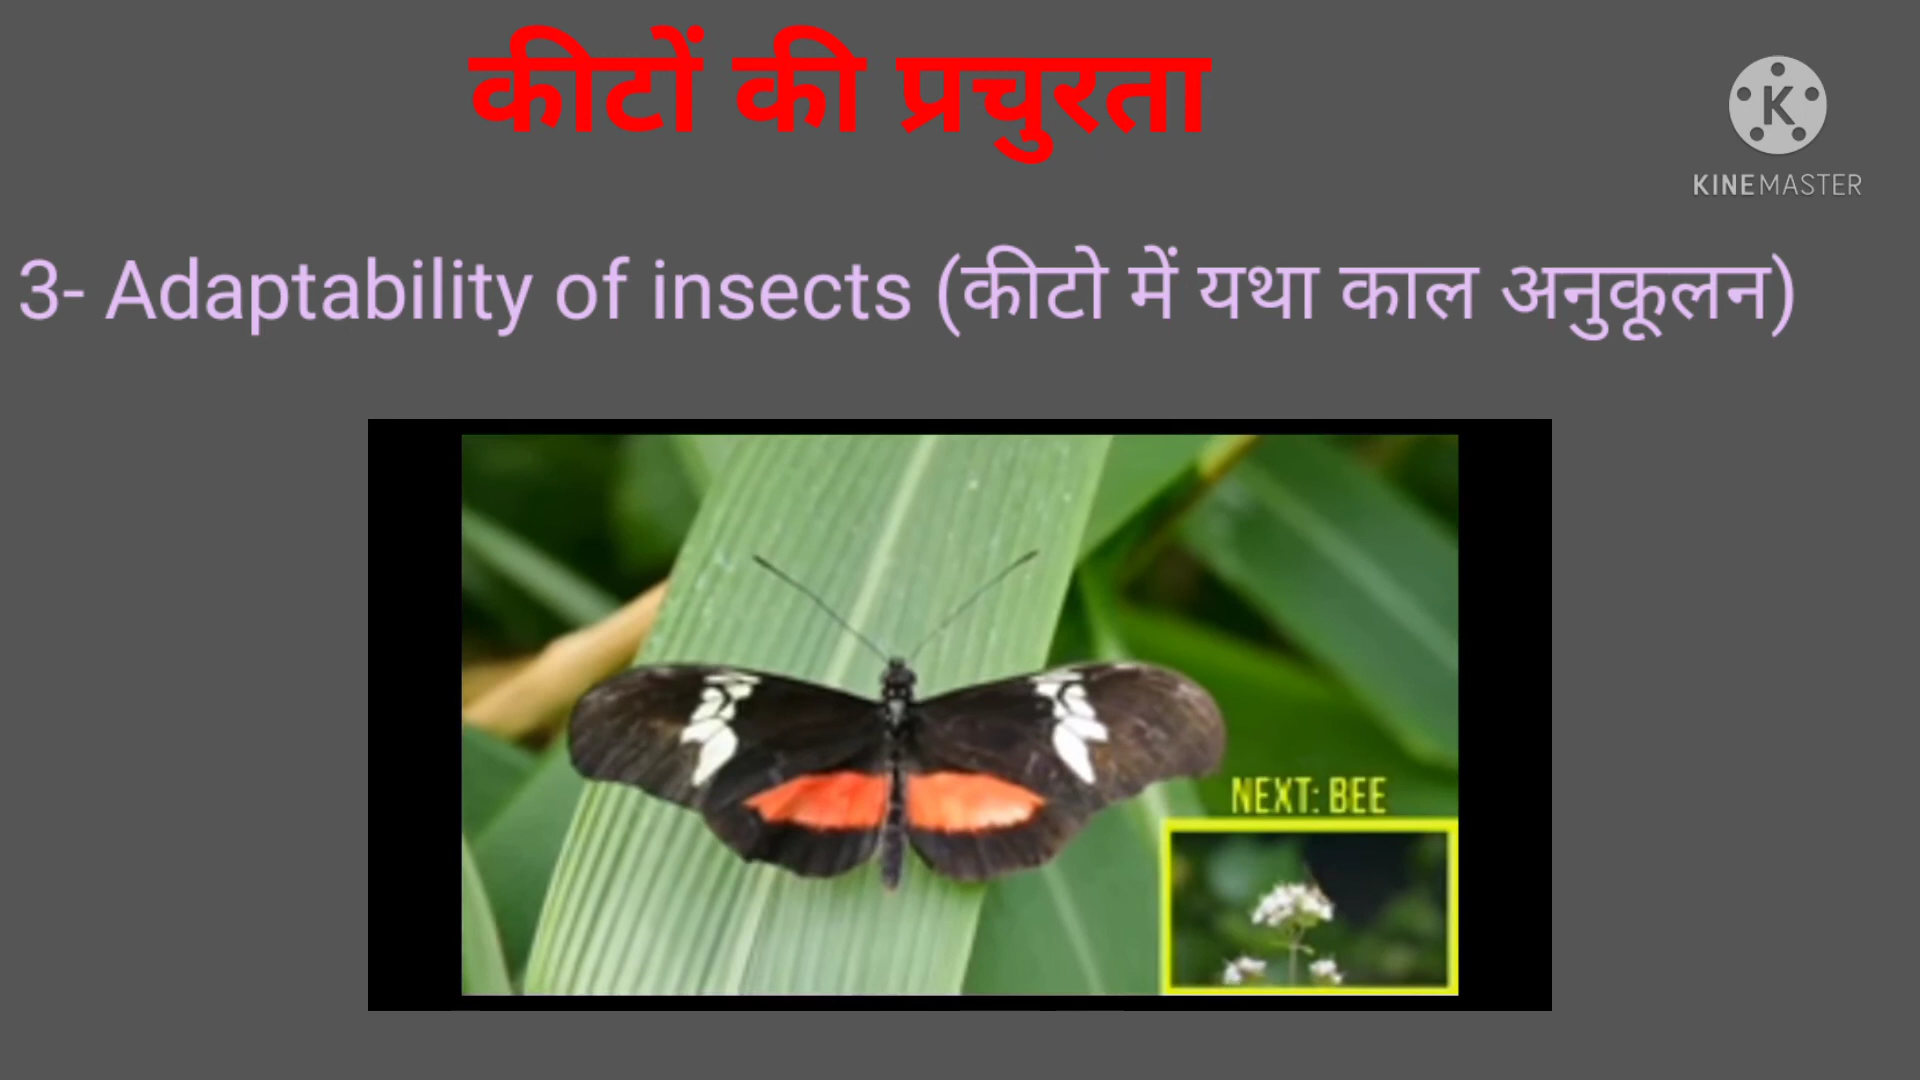 कीटों की प्रचुरता
K
KINEMASTER
3- Adaptability of insects (कीटो में यथा काल अनुकूलन)
NEXT: BEE